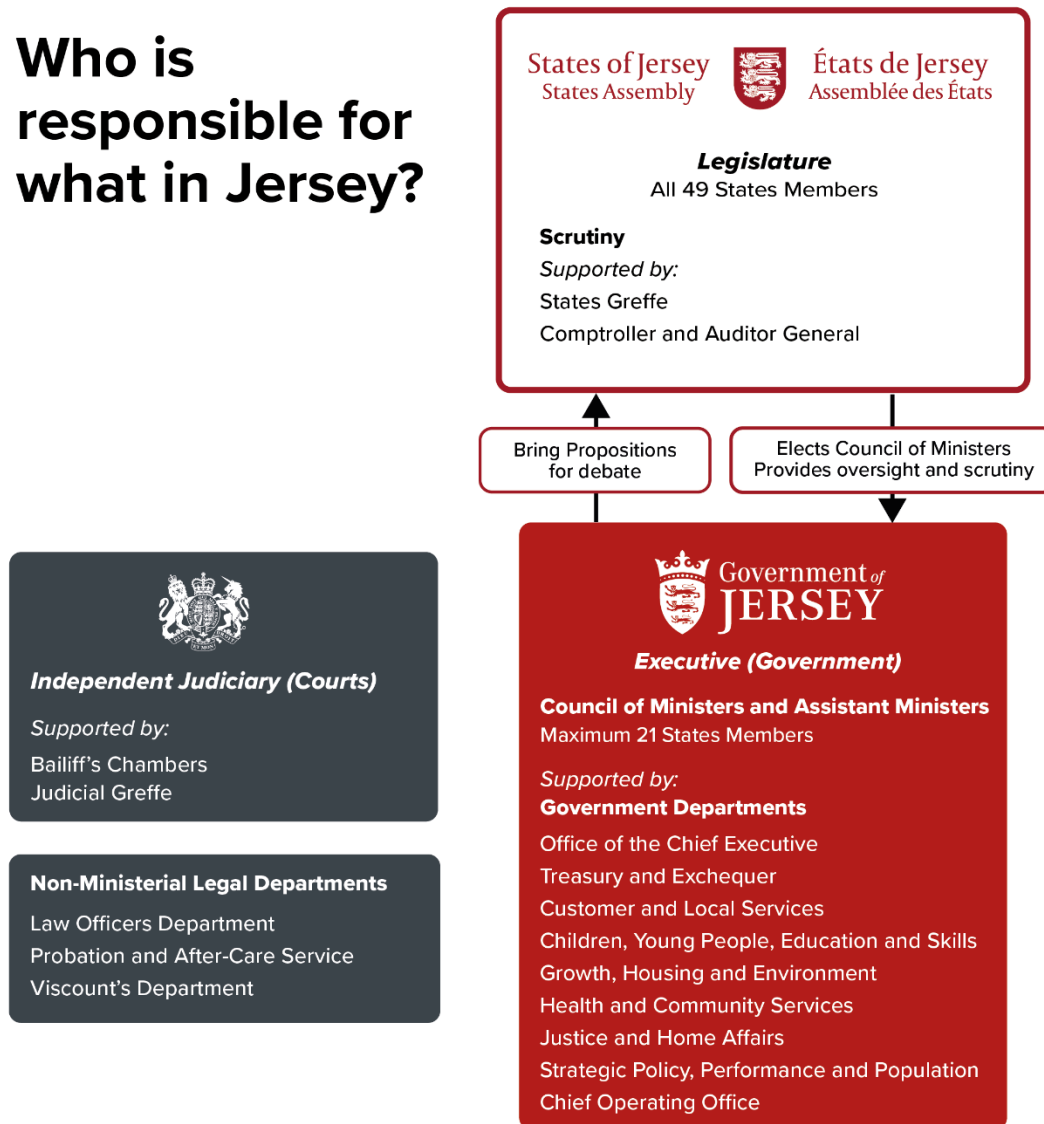 Who is
responsible for
what in Jersey?
States of Jersey
States Assembly
États de Jersey
Assemblée des États
Legislature
All 49 States Members
Scrutiny
Supported by:
States Greffe
Comptroller and Auditor General
Bring Propositions
for debate
Elects Council of Ministers
Provides oversight and scrutiny
Independent Judiciary (Courts)
Supported by:
Bailiff’s Chambers
Judicial Greffe
Non-Ministerial Legal Departments
Law Officers Department
Probation and After-Care Service
Viscount’s Department
Government of
JERSEY
Executive (Government)
Council of Ministers and Assistant Ministers
Maximum 21 States Members
Supported by:
Government Departments
Office of the Chief Executive
Treasury and Exchequer
Customer and Local Services
Children, Young People, Education and Skills
Growth, Housing and Environment
Health and Community Services
Justice and Home Affairs
Strategic Policy, Performance and Population
Chief Operating Office